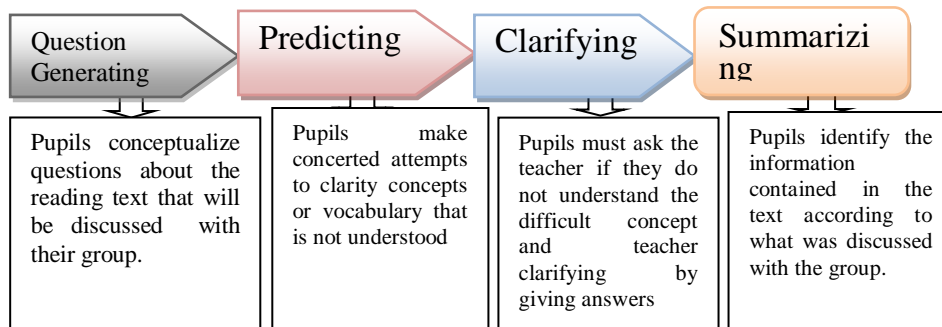 Question
Generating
Predicting
Clarifying
Summarizi
ng
Pupils conceptualize
questions about the
reading text that will
be discussed with
their group.
Pupils make
concerted attempts
to clarity concepts
or vocabulary that
is not understood
Pupils must ask the
teacher if they do
not understand the
difficult concept
and teacher
clarifying by
giving answers
Pupils identify the
information
contained in the
text according to
what was discussed
with the group.